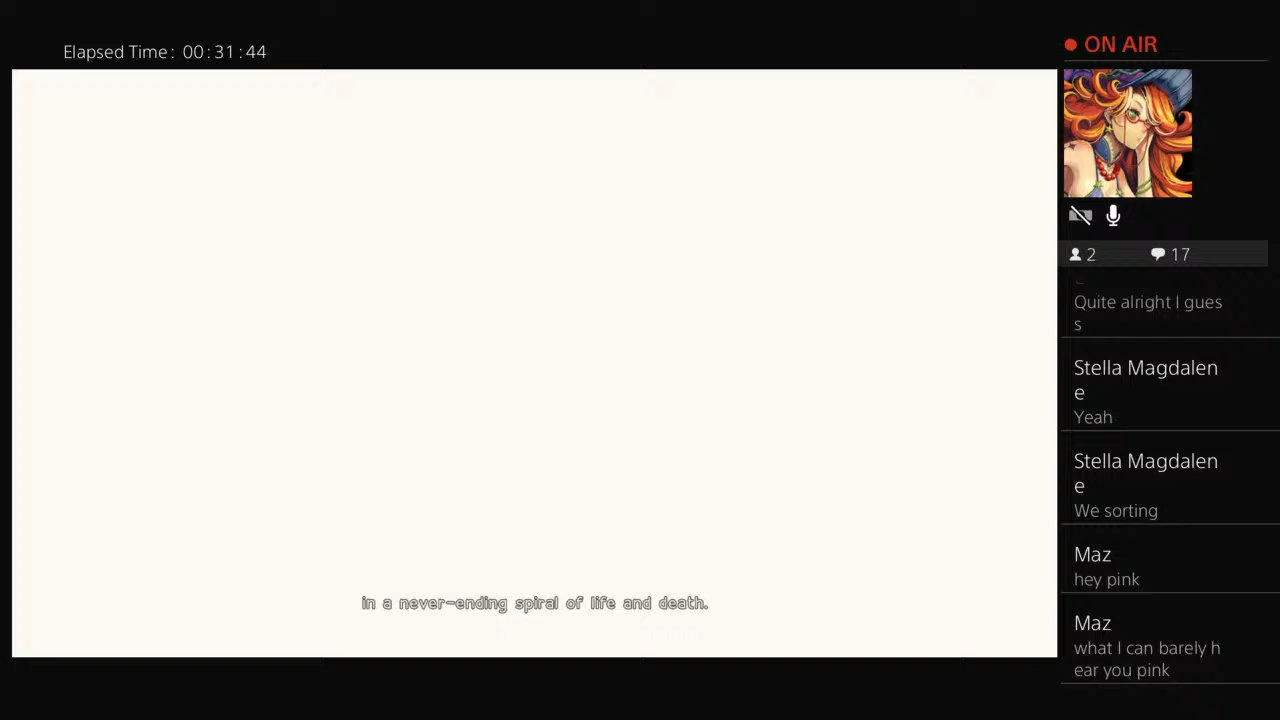 Elapsed Time: 00:31:44
ON AIR
2 17
Quite alright I gues
s
Stella Magdalen
e
Yeah
Stella Magdalen
e
We sorting
Maz
hey pink
Maz
what I can barely h
ear you pink
in a never-ending spiral of life and death.